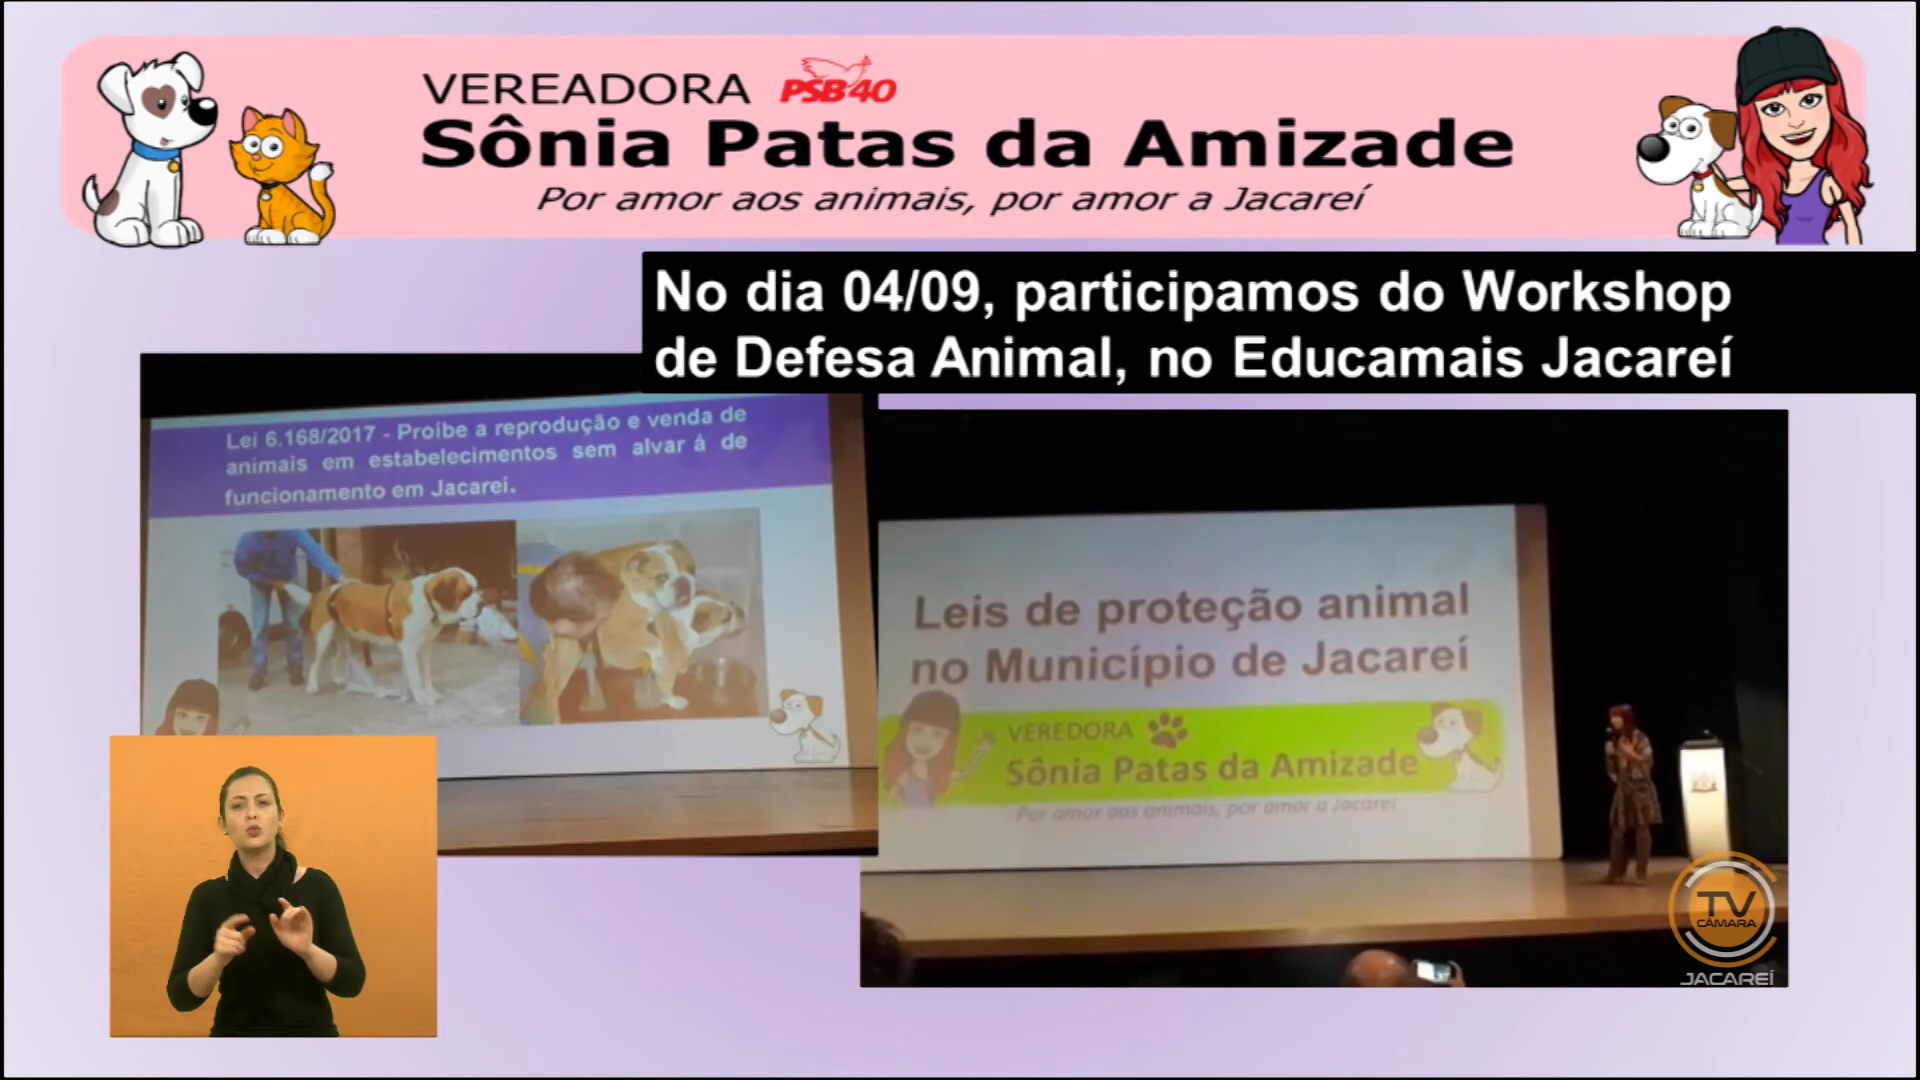 VEREADORA PSB 40
Sônia Patas da Amizade
Por amor aos animais, por amor a Jacareí
No dia 04/09, participamos do Workshop
de Defesa Animal, no Educamais Jacareí
Lei 6.168/2017 - Proíbe a reprodução e venda de
animais em estabelecimentos sem alvar á de
funcionamento em Jacareí.
Leis de proteção animal
no Município de Jacareí
VEREDORA
Sônia Patas da Amizade
Por amor aos animais, por amor a Jacareí
TV
CÂMARA
JACAREÍ